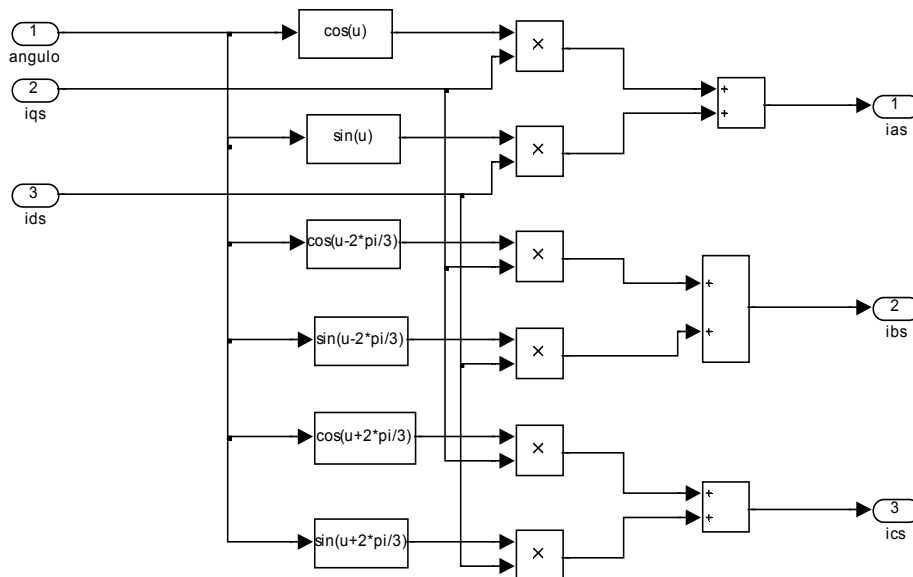 1
angulo
cos(u)
×
2
iqs
+
+
1
ias
sin(u)
×
3
ids
cos(u-2*pi/3)
×
+
+
2
ibs
sin(u-2*pi/3)
×
cos(u+2*pi/3)
×
+
+
3
ics
sin(u+2*pi/3)
×